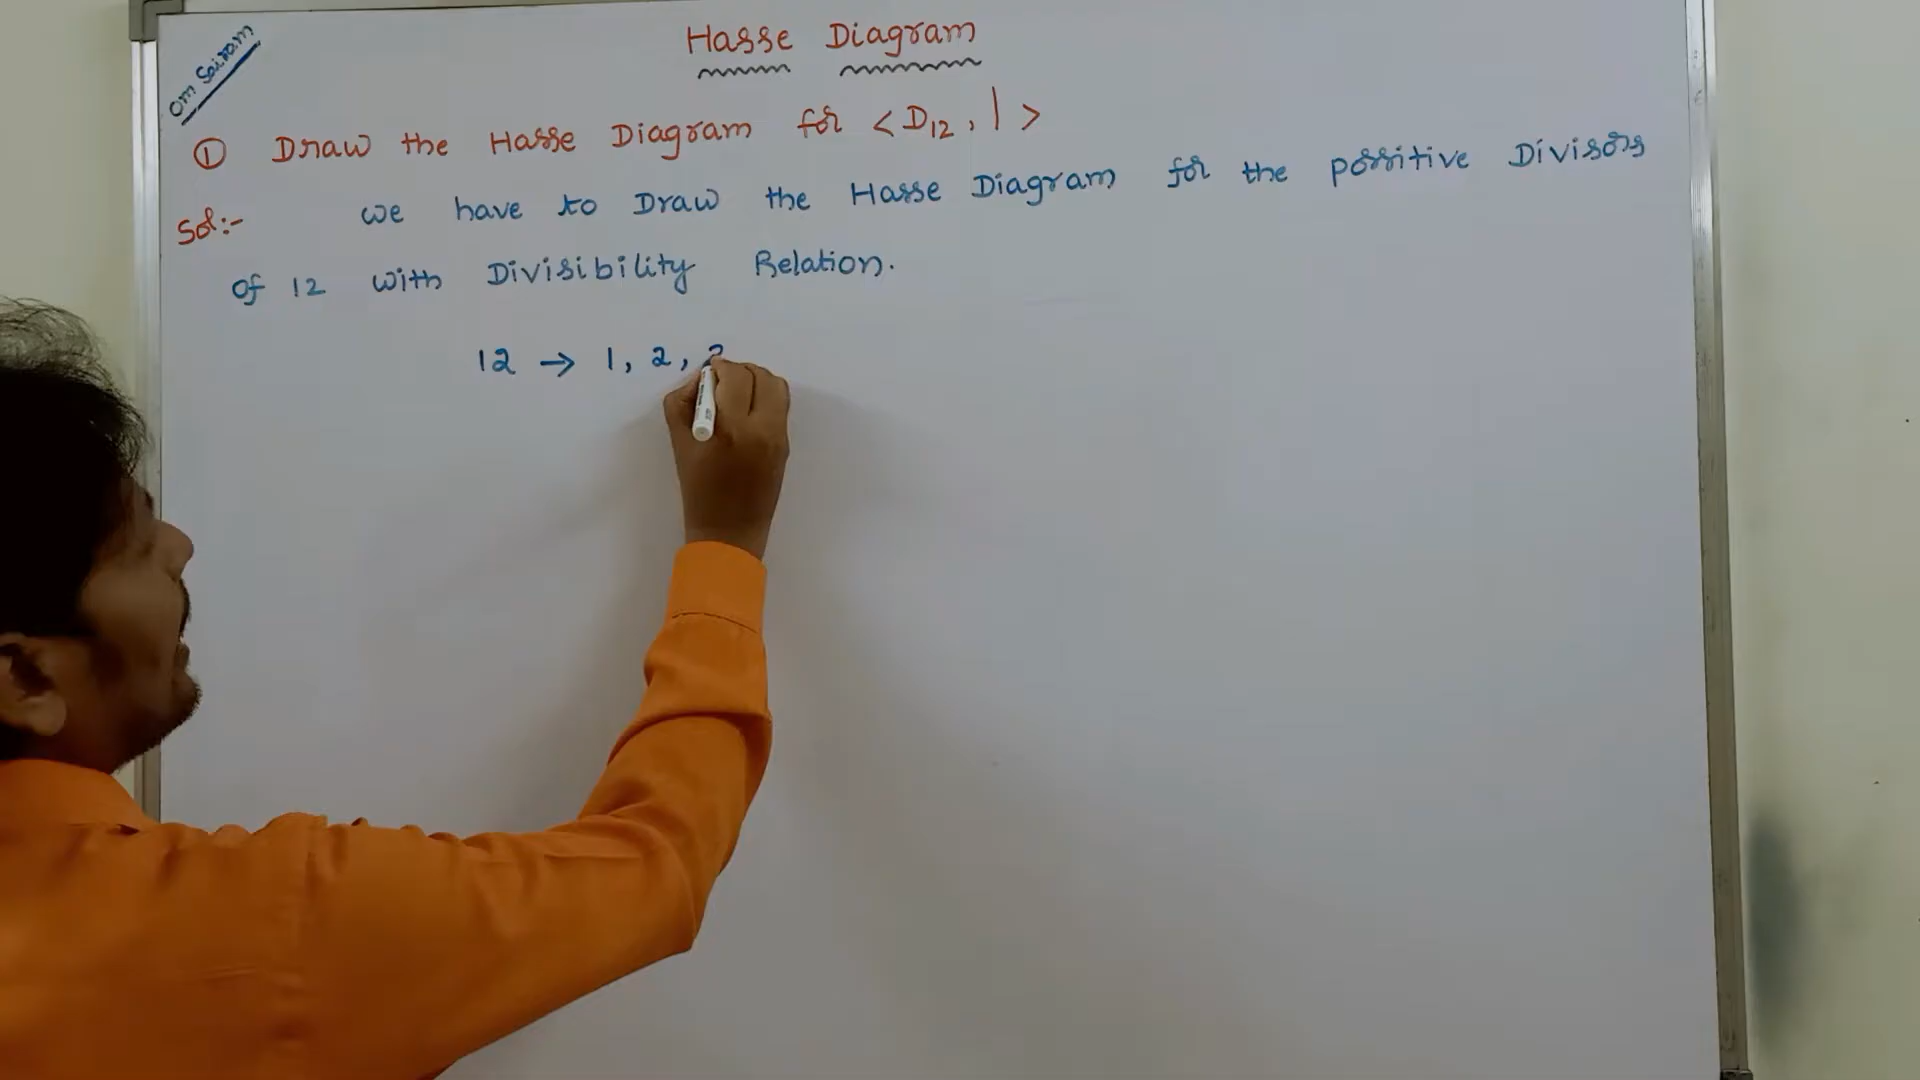 Om Sairam
Hasse Diagram
① Draw the Hasse Diagram for < D12, | >
Sol:- we have to Draw the Hasse Diagram for the possitive Divisors
of 12 with Divisibility Relation.
12 → 1, 2,